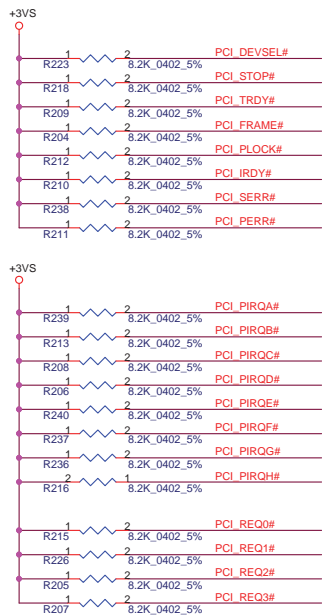 +3VS
1 2 PCI_DEVSEL#
R223 8.2K_0402_5%
1 2 PCI_STOP#
R218 8.2K_0402_5%
1 2 PCI_TRDY#
R209 8.2K_0402_5%
1 2 PCI_FRAME#
R204 8.2K_0402_5%
1 2 PCI_PLOCK#
R212 8.2K_0402_5%
1 2 PCI_IRDY#
R210 8.2K_0402_5%
1 2 PCI_SERR#
R238 8.2K_0402_5%
1 2 PCI_PERR#
R211 8.2K_0402_5%
+3VS
1 2 PCI_PIRQA#
R239 8.2K_0402_5%
1 2 PCI_PIRQB#
R213 8.2K_0402_5%
1 2 PCI_PIRQC#
R208 8.2K_0402_5%
1 2 PCI_PIRQD#
R206 8.2K_0402_5%
1 2 PCI_PIRQE#
R240 8.2K_0402_5%
1 2 PCI_PIRQF#
R237 8.2K_0402_5%
1 2 PCI_PIRQG#
R236 8.2K_0402_5%
2 1 PCI_PIRQH#
R216 8.2K_0402_5%
1 2 PCI_REQ0#
R215 8.2K_0402_5%
1 2 PCI_REQ1#
R226 8.2K_0402_5%
1 2 PCI_REQ2#
R205 8.2K_0402_5%
1 2 PCI_REQ3#
R207 8.2K_0402_5%